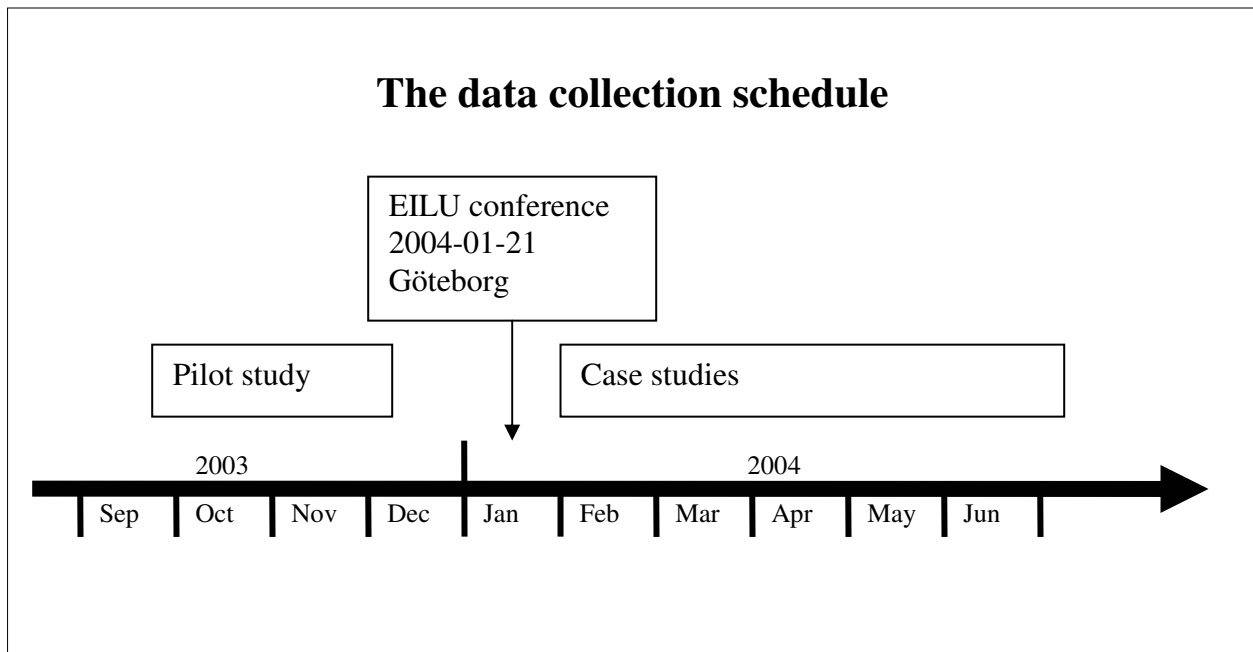 The data collection schedule
EILU conference
2004-01-21
Göteborg
Pilot study
Case studies
2003
2004
Sep
Oct
Nov
Dec
Jan
Feb
Mar
Apr
May
Jun